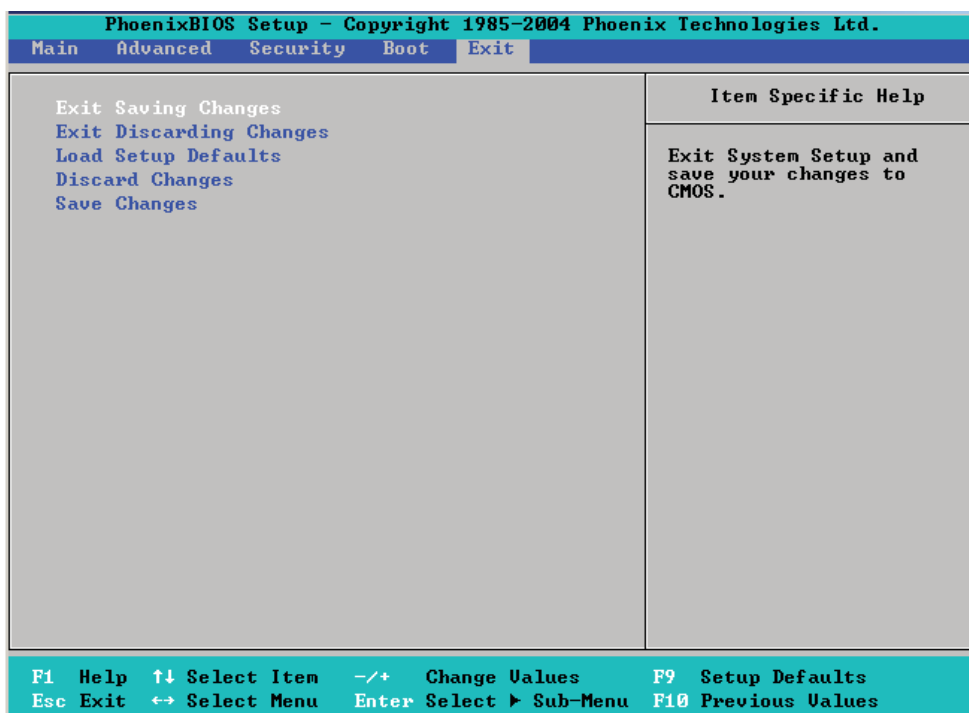 PhoenixBIOS Setup - Copyright 1985-2004 Phoenix Technologies Ltd.
Main Advanced Security Boot Exit
Exit Saving Changes
Exit Discarding Changes
Load Setup Defaults
Discard Changes
Save Changes
Item Specific Help
Exit System Setup and
save your changes to
CMOS.
F1 Help ↑↓ Select Item -/+ Change Values F9 Setup Defaults
Esc Exit ↔ Select Menu Enter Select ▶ Sub-Menu F10 Previous Values